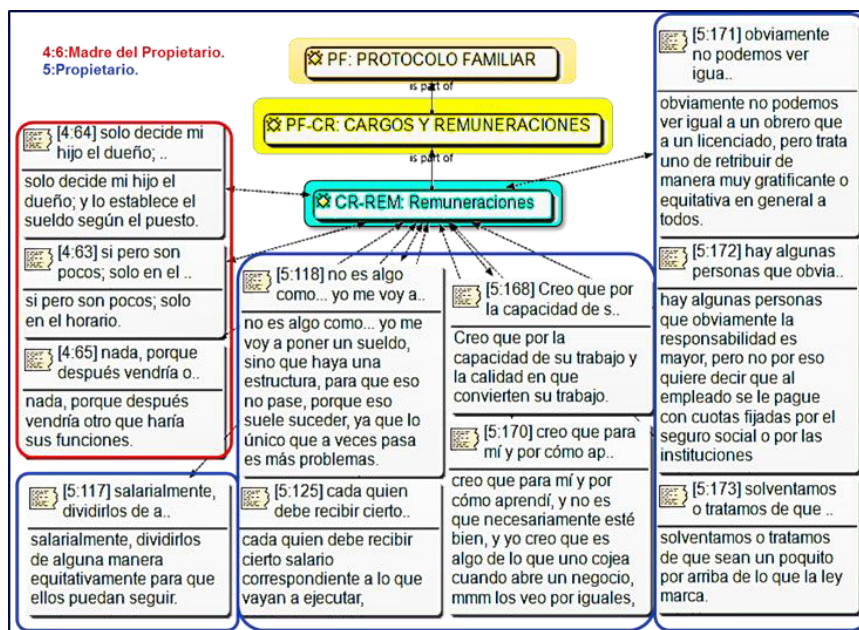 4:6:Madre del Propietario.
5:Propietario.
PF: PROTOCOLO FAMILIAR
is part of
PF-CR: CARGOS Y REMUNERACIONES
is part of
CR-REM: Remuneraciones
[4:64] solo decide mi
hijo el dueño; ..
solo decide mi hijo el
dueño; y lo establece el
sueldo según el puesto.
[4:63] si pero son
pocos; solo en el ..
si pero son pocos; solo
en el horario.
[4:65] nada, porque
después vendría o..
nada, porque después
vendría otro que haría
sus funciones.
[5:117] salarialmente,
dividirlos de a..
salarialmente, dividirlos
de alguna manera
equitativamente para que
ellos puedan seguir.
[5:118] no es algo
como... yo me voy a..
no es algo como... yo me
voy a poner un sueldo,
sino que haya una
estructura, para que eso
no pase, porque eso
suele suceder, ya que lo
único que a veces pasa
es más problemas.
[5:125] cada quien
debe recibir cierto..
cada quien debe recibir
cierto salario
correspondiente a lo que
vayan a ejecutar,
[5:168] Creo que por
la capacidad de s..
Creo que por la
capacidad de su trabajo y
la calidad en que
convierten su trabajo.
[5:170] creo que para
mí y por cómo ap..
creo que para mí y por
cómo aprendí, y no es
que necesariamente esté
bien, y yo creo que es
algo de lo que uno cojea
cuando abre un negocio,
mmm los veo por iguales,
[5:171] obviamente
no podemos ver
igua..
obviamente no podemos
ver igual a un obrero que
a un licenciado, pero trata
uno de retribuir de
manera muy gratificante o
equitativa en general a
todos.
[5:172] hay algunas
personas que obvia..
hay algunas personas
que obviamente la
responsabilidad es
mayor, pero no por eso
quiere decir que al
empleado se le pague
con cuotas fijadas por el
seguro social o por las
instituciones
[5:173] solventamos
o tratamos de que ..
solventamos o tratamos
de que sean un poquito
por arriba de lo que la ley
marca.